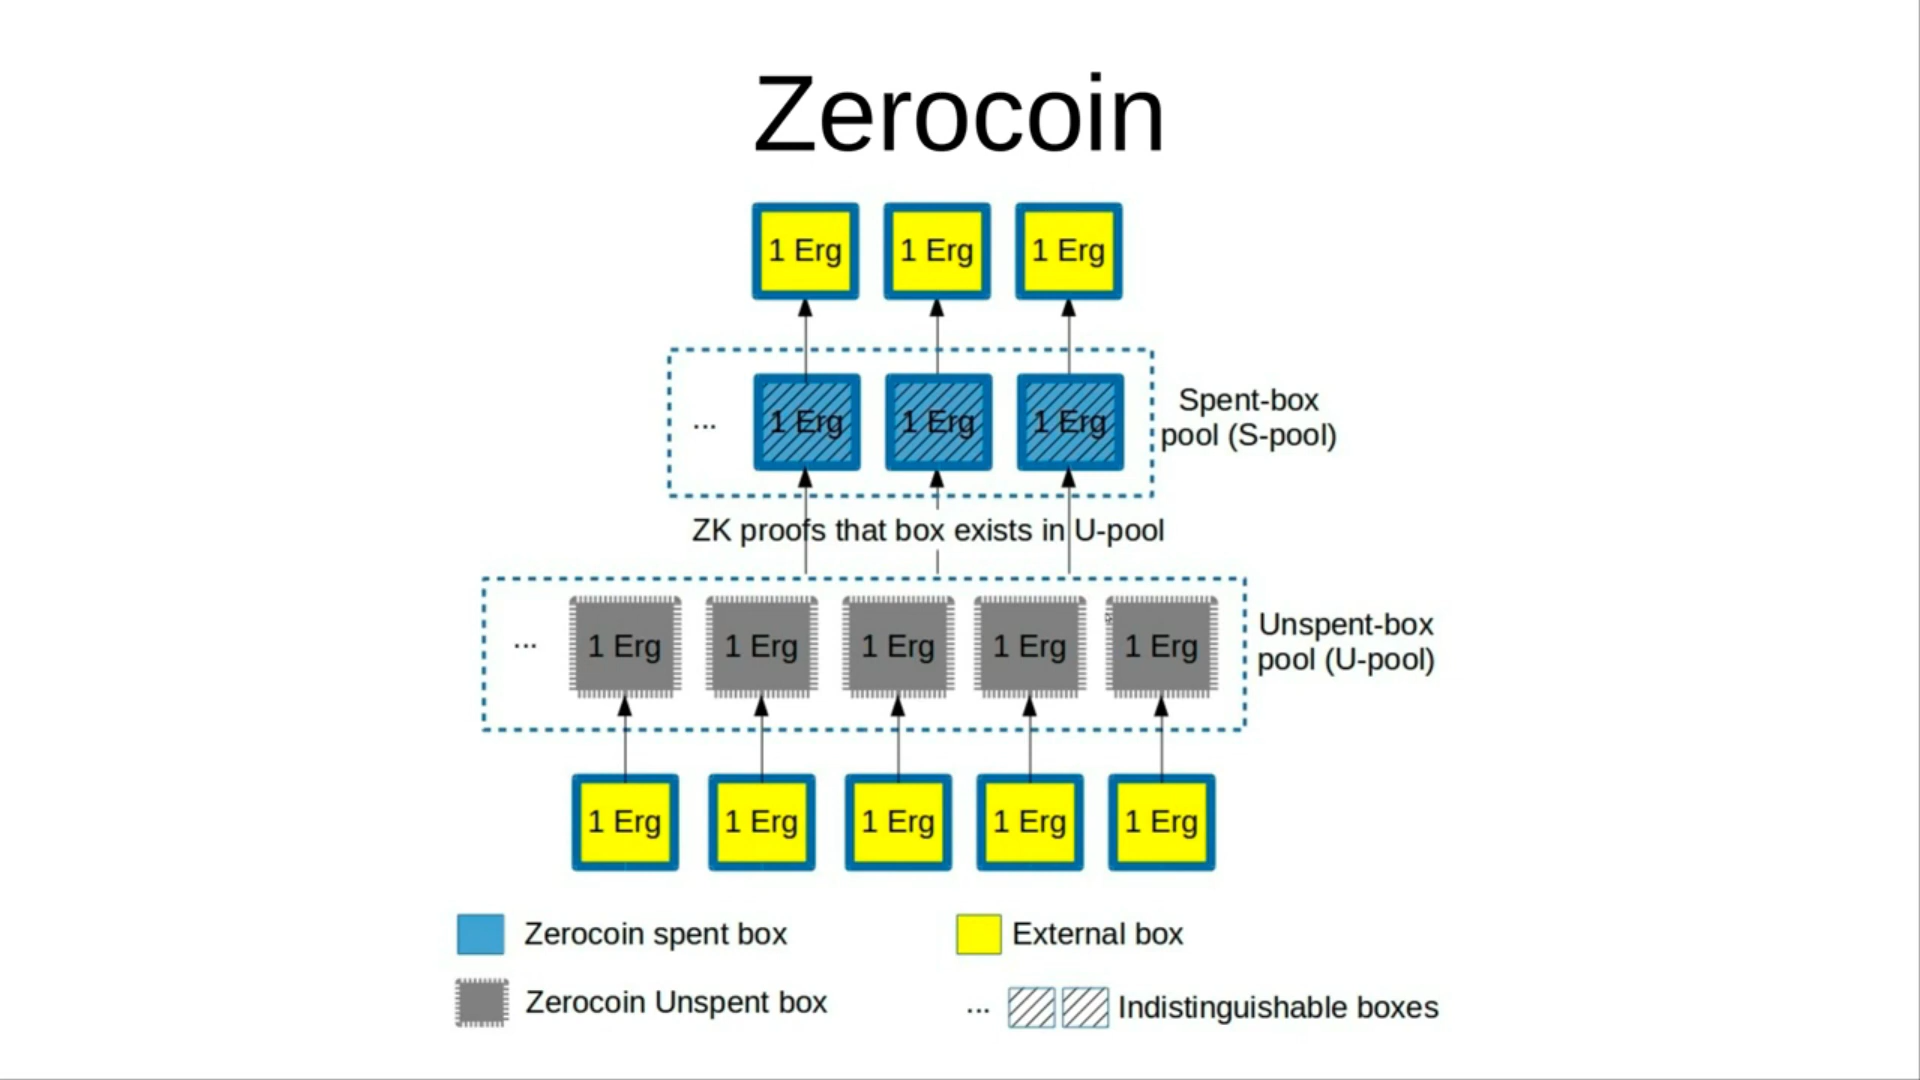 Zerocoin
1 Erg 1 Erg 1 Erg
... 1 Erg 1 Erg 1 Erg
Spent-box
pool (S-pool)
ZK proofs that box exists in U-pool
... 1 Erg 1 Erg 1 Erg 1 Erg 1 Erg
Unspent-box
pool (U-pool)
1 Erg 1 Erg 1 Erg 1 Erg 1 Erg
Zerocoin spent box
External box
Zerocoin Unspent box
... Indistinguishable boxes